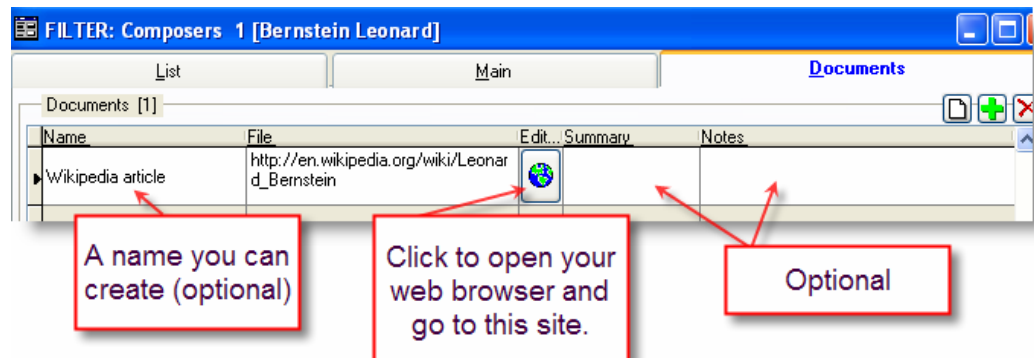 FILTER: Composers 1 [Bernstein Leonard]
List Main Documents
Documents [1]
Name File Edit... Summary Notes
http://en.wikipedia.org/wiki/Leonar
Wikipedia article d_Bernstein
A name you can
create (optional)
Click to open your
web browser and
go to this site.
Optional